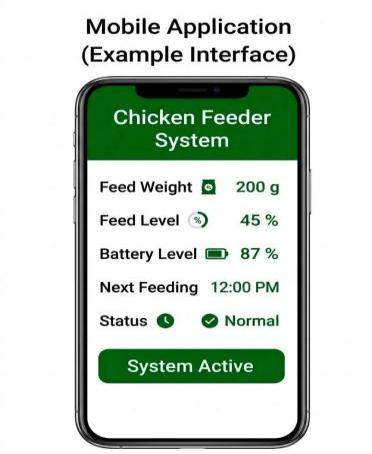 Mobile Application
(Example Interface)
Chicken Feeder
System
Feed Weight 200 g
Feed Level % 45 %
Battery Level 87 %
Next Feeding 12:00 PM
Status Normal
System Active